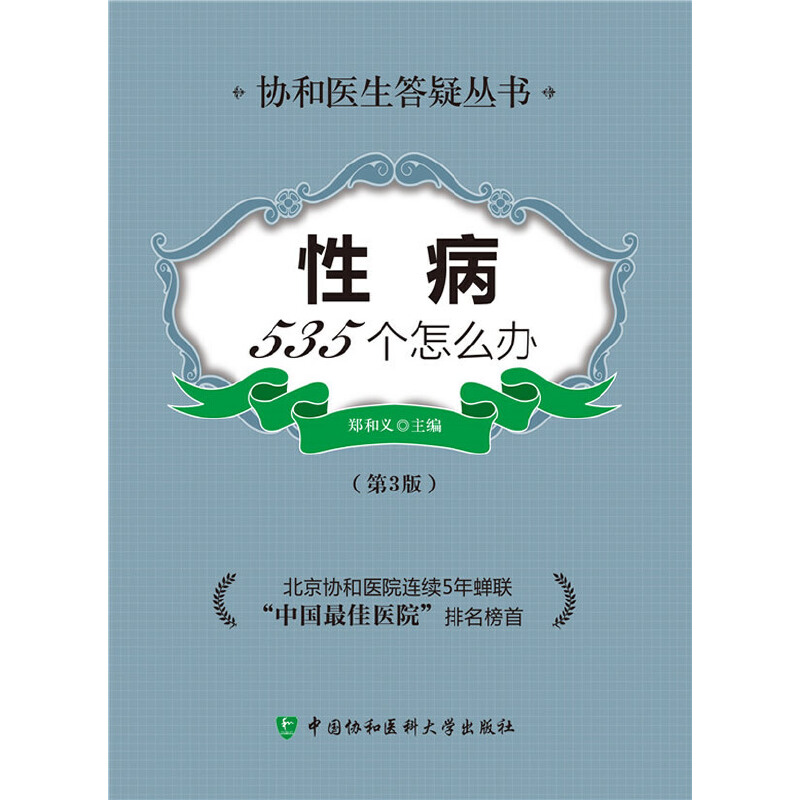 协和医生答疑丛书
性病
535个怎么办
郑和义◎主编
（第3版）
北京协和医院连续5年蝉联
“中国最佳医院”排名榜首
中国协和医科大学出版社